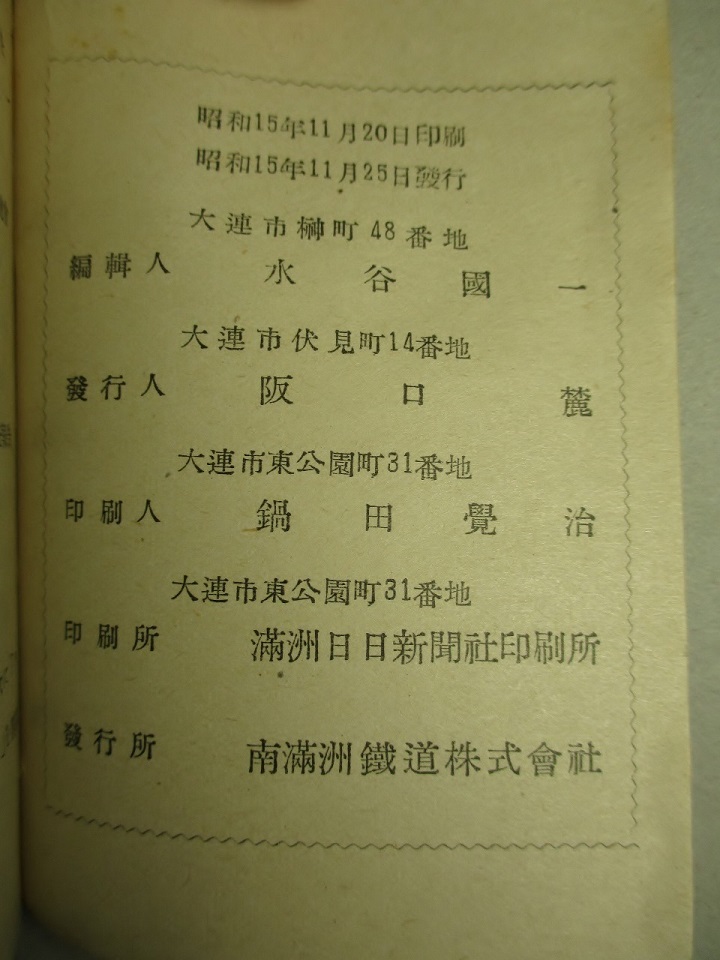 昭和15年11月20日印刷
昭和15年11月25日發行
大連市榊町48番地
編輯人 水谷國一
大連市伏見町14番地
發行人 阪口麓
大連市東公園町31番地
印刷人 鍋田覺治
大連市東公園町31番地
印刷所 滿洲日日新聞社印刷所
發行所 南滿洲鐵道株式會社